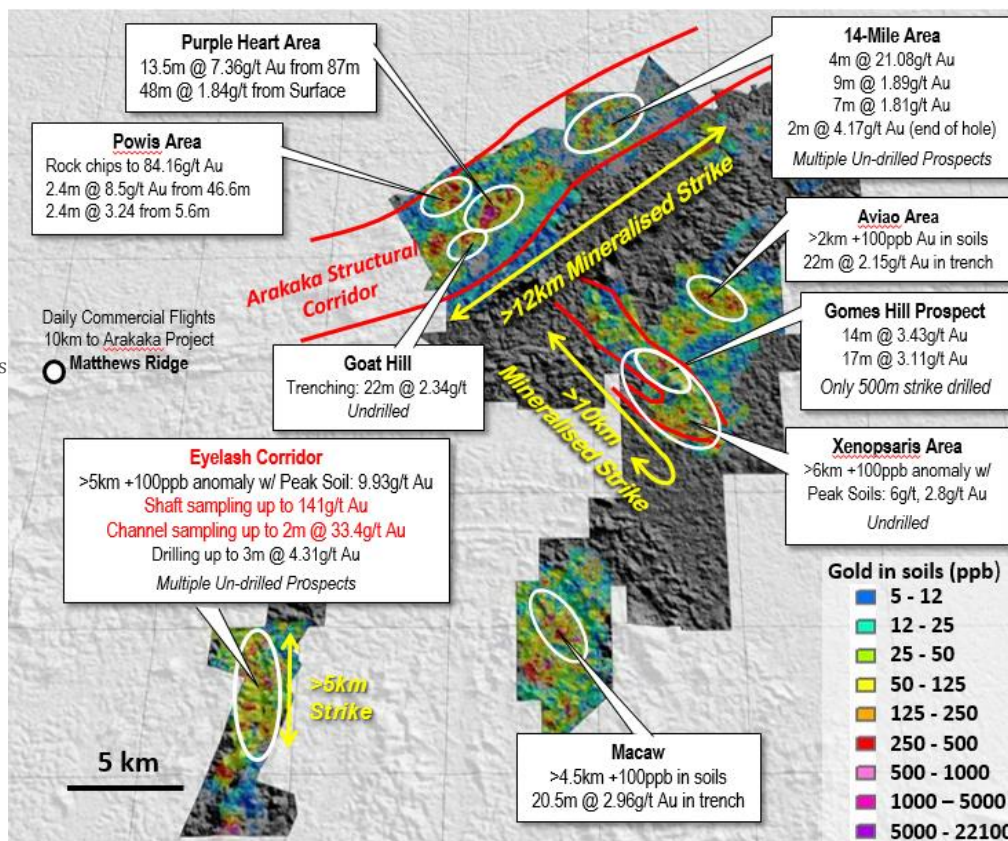 Purple Heart Area
13.5m @ 7.36g/t Au from 87m
48m @ 1.84g/t from Surface
14-Mile Area
4m @ 21.08g/t Au
9m @ 1.89g/t Au
7m @ 1.81g/t Au
2m @ 4.17g/t Au (end of hole)
Multiple Un-drilled Prospects
Powis Area
Rock chips to 84.16g/t Au
2.4m @ 8.5g/t Au from 46.6m
2.4m @ 3.24 from 5.6m
Aviao Area
>2km +100ppb Au in soils
22m @ 2.15g/t Au in trench
Arakaka Structural
Corridor
>12km Mineralised Strike
Daily Commercial Flights
10km to Arakaka Project
Matthews Ridge
s
Goat Hill
Trenching: 22m @ 2.34g/t
Undrilled
Gomes Hill Prospect
14m @ 3.43g/t Au
17m @ 3.11g/t Au
Only 500m strike drilled
>10km
Mineralised Strike
Xenopsaris Area
>6km +100ppb anomaly w/
Peak Soils: 6g/t, 2.8g/t Au
Undrilled
Eyelash Corridor
>5km +100ppb anomaly w/ Peak Soil: 9.93g/t Au
Shaft sampling up to 141g/t Au
Channel sampling up to 2m @ 33.4g/t Au
Drilling up to 3m @ 4.31g/t Au
Multiple Un-drilled Prospects
>5km
Strike
5 km
Macaw
>4.5km +100ppb in soils
20.5m @ 2.96g/t Au in trench
Gold in soils (ppb)
5 - 12
12 - 25
25 - 50
50 - 125
125 - 250
250 - 500
500 - 1000
1000 – 5000
5000 - 22100